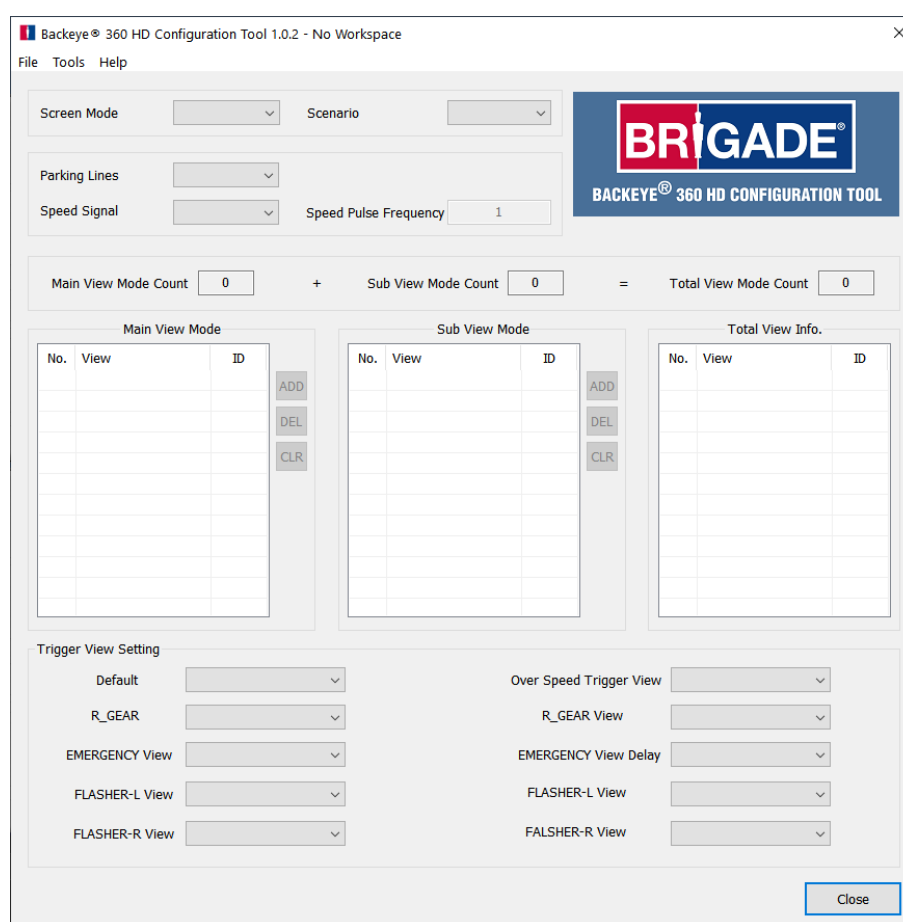 Backeye® 360 HD Configuration Tool 1.0.2 - No Workspace
File Tools Help
Screen Mode Scenario
BRIGADE®
BACKEYE® 360 HD CONFIGURATION TOOL
Parking Lines
Speed Signal Speed Pulse Frequency 1
Main View Mode Count 0 + Sub View Mode Count 0 = Total View Mode Count 0
Main View Mode Sub View Mode Total View Info.
No. View ID No. View ID No. View ID
ADD ADD
DEL DEL
CLR CLR
Trigger View Setting
Default Over Speed Trigger View
R_GEAR R_GEAR View
EMERGENCY View EMERGENCY View Delay
FLASHER-L View FLASHER-L View
FLASHER-R View FALSHER-R View
Close